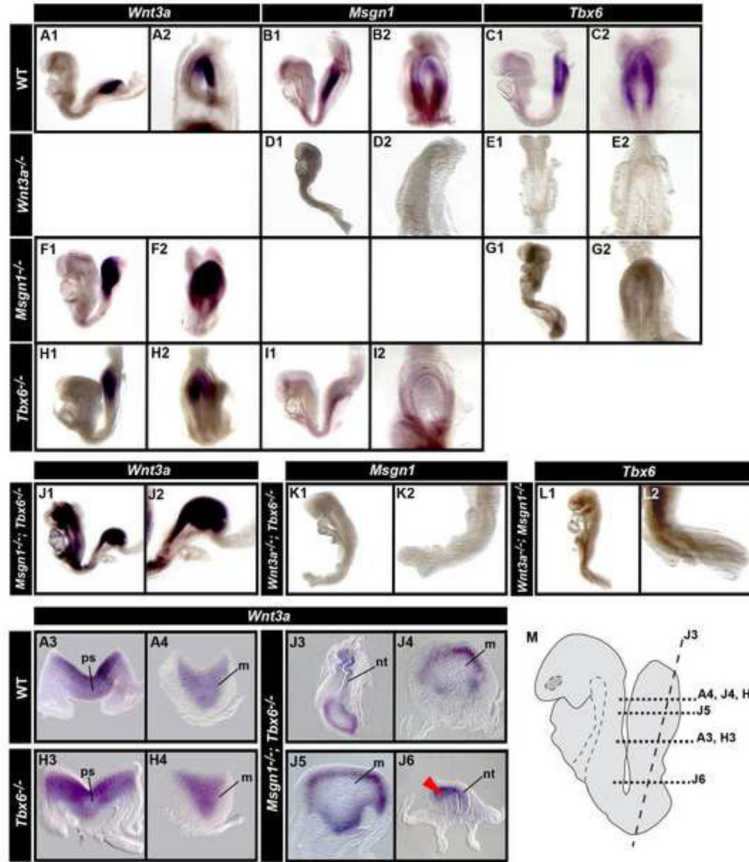 Wnt3a Msgn1 Tbx6
WT
A1 A2 B1 B2 C1 C2
Wnt3a-/-
D1 D2 E1 E2
Msgn1-/-
F1 F2 G1 G2
Tbx6-/-
H1 H2 I1 I2
Wnt3a Msgn1 Tbx6
Msgn1-/-; Tbx6-/-
J1 J2
Wnt3a-/-; Tbx6-/-
K1 K2
Wnt3a-/-; Msgn1-/-
L1 L2
Wnt3a
WT
A3 ps A4 m
Msgn1-/-; Tbx6-/-
J3 nt J4 m
Tbx6-/-
H3 ps H4 m
J5 m J6 nt
M
J3
A4, J4, H
J5
A3, H3
J6